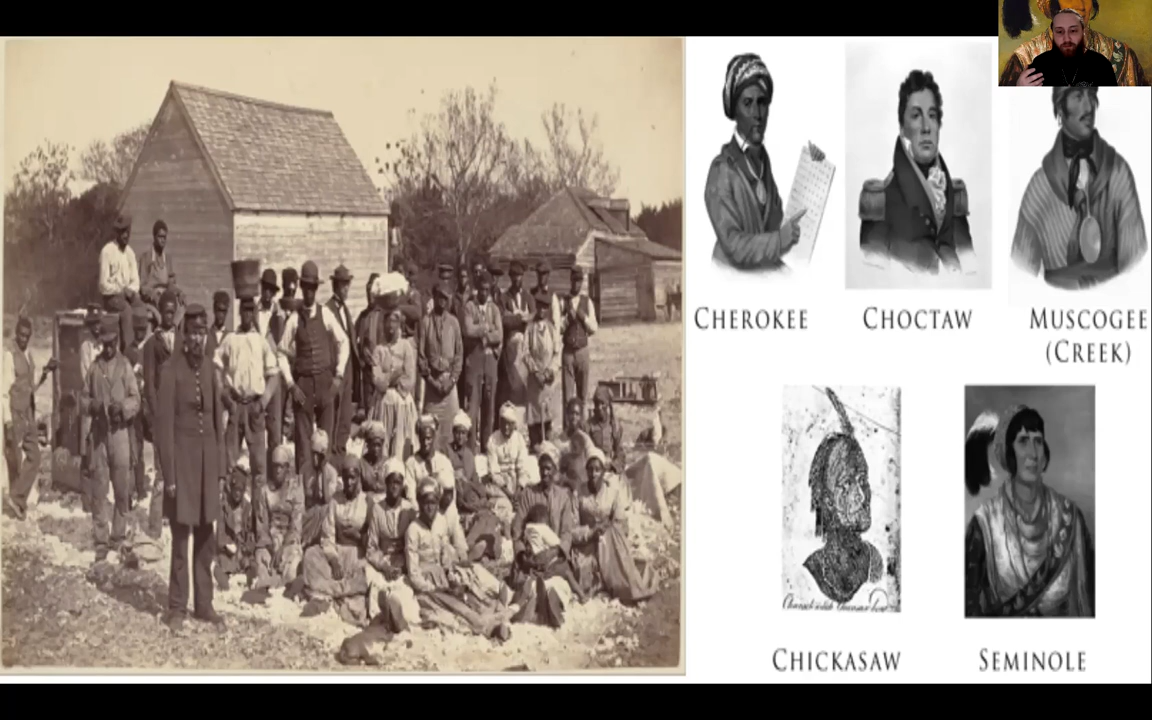 CHEROKEE
CHOCTAW
MUSCOGEE
(CREEK)
CHICKASAW
SEMINOLE